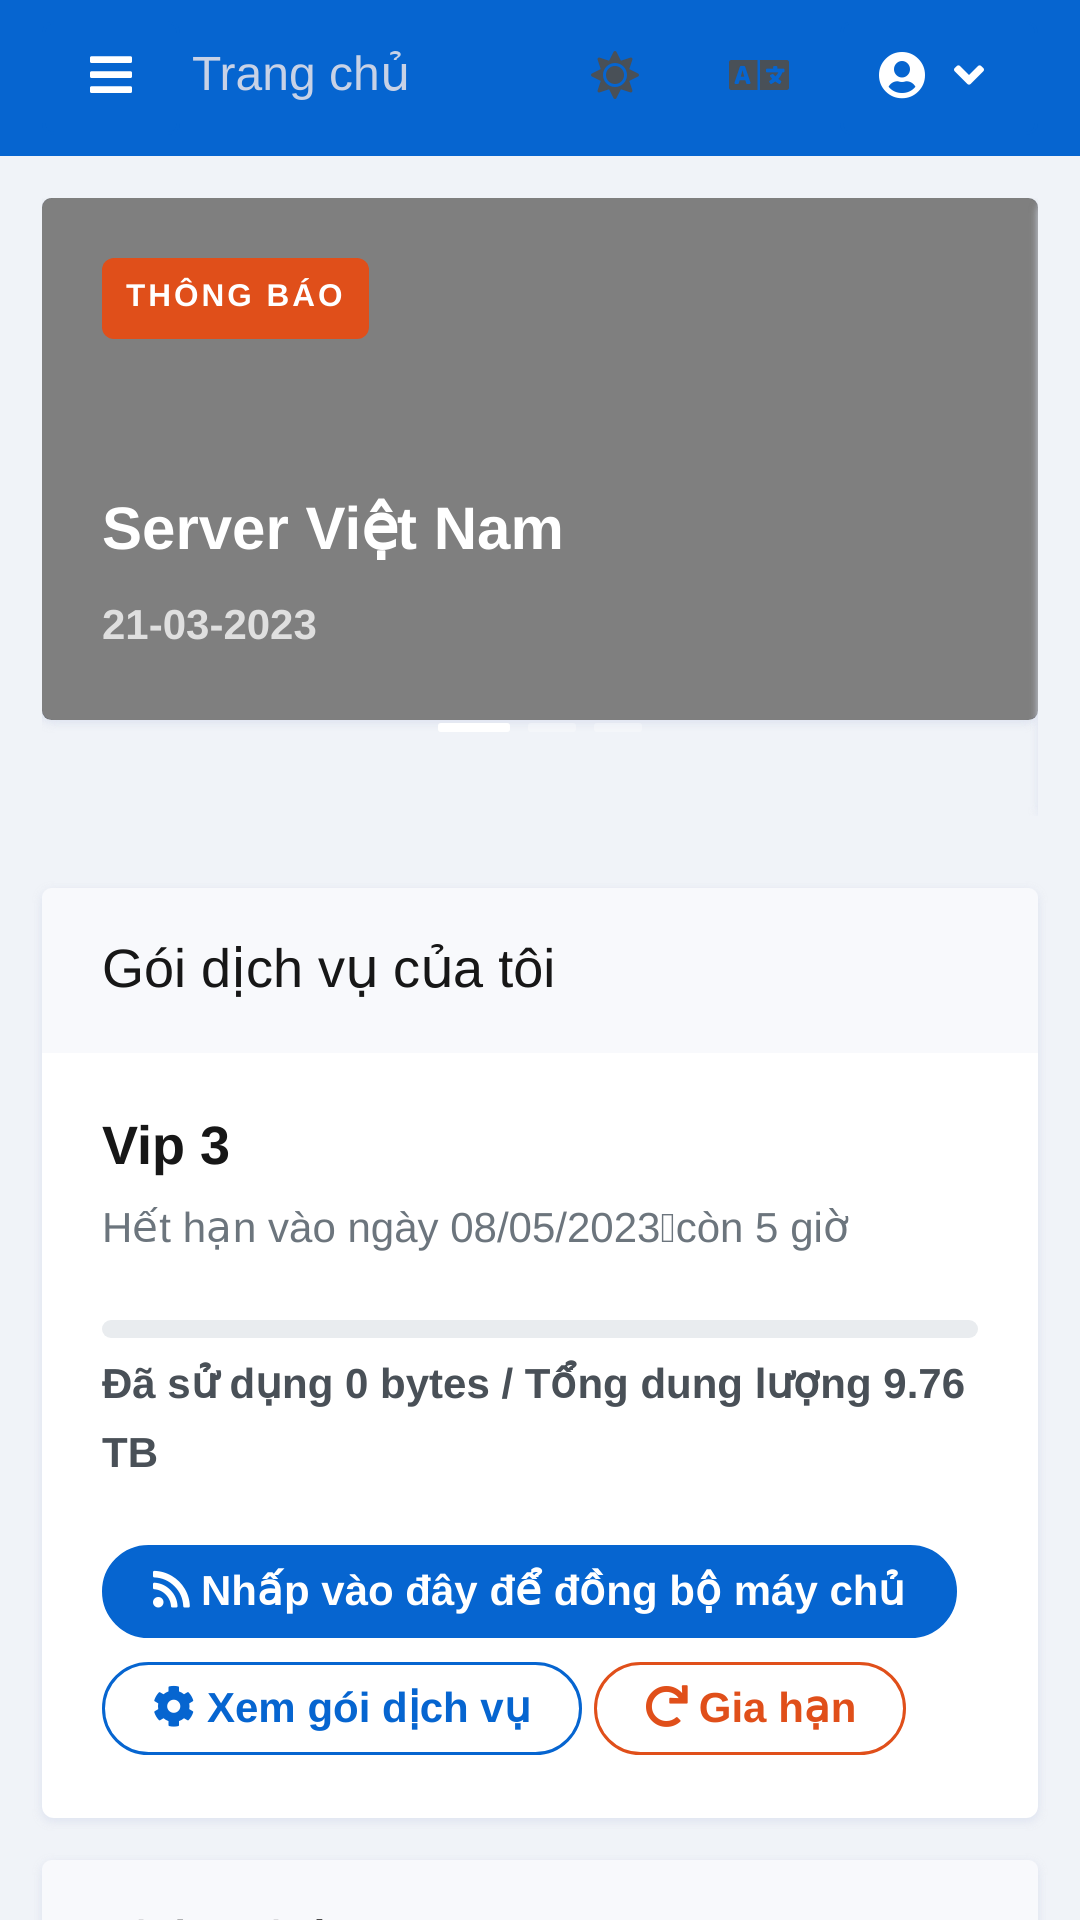 Trang chủ
THÔNG BÁO
Server Việt Nam
21-03-2023
Gói dịch vụ của tôi
Vip 3
Hết hạn vào ngày 08/05/2023，còn 5 giờ
Đã sử dụng 0 bytes / Tổng dung lượng 9.76
TB
Nhấp vào đây để đồng bộ máy chủ
Xem gói dịch vụ
Gia hạn